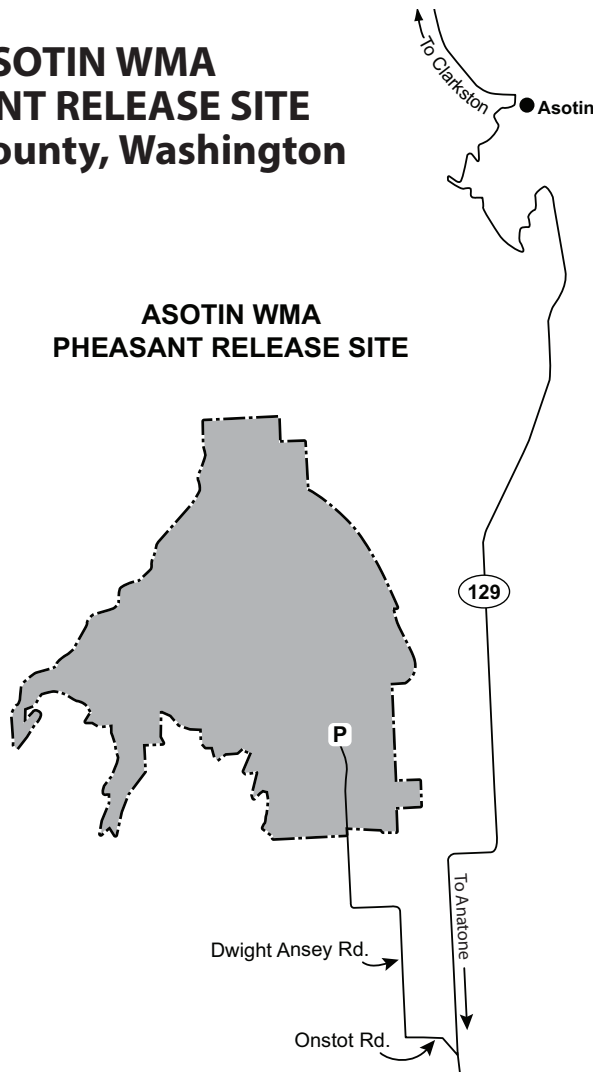 SOTIN WMA
NT RELEASE SITE
ounty, Washington
To Clarkston
Asotin
ASOTIN WMA
PHEASANT RELEASE SITE
129
P
To Anatone
Dwight Ansey Rd.
Onstot Rd.